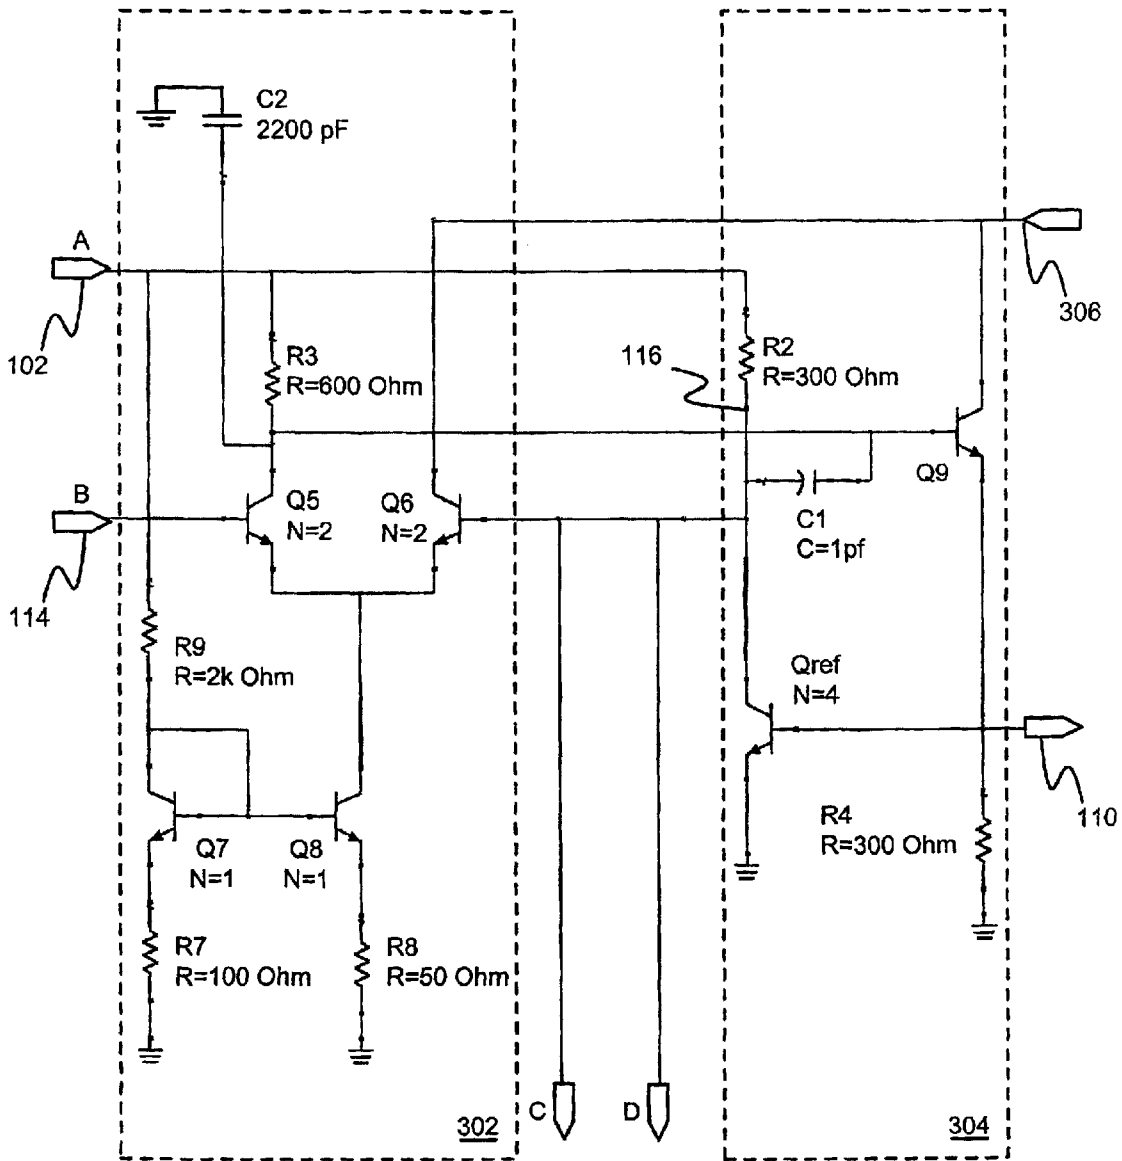 C2
2200 pF
A
102
306
R3
R=600 Ohm
116
R2
R=300 Ohm
B
114
Q5
N=2
Q6
N=2
Q9
C1
C=1pf
R9
R=2k Ohm
Qref
N=4
110
Q7
N=1
Q8
N=1
R4
R=300 Ohm
R7
R=100 Ohm
R8
R=50 Ohm
C
D
302
304